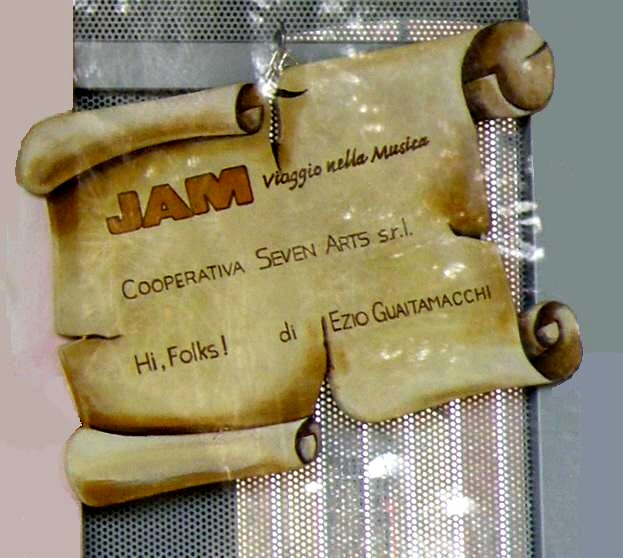 JAM Viaggio nella Musica
COOPERATIVA SEVEN ARTS s.r.l.
Hi, Folks! di EZIO GUAITAMACCHI